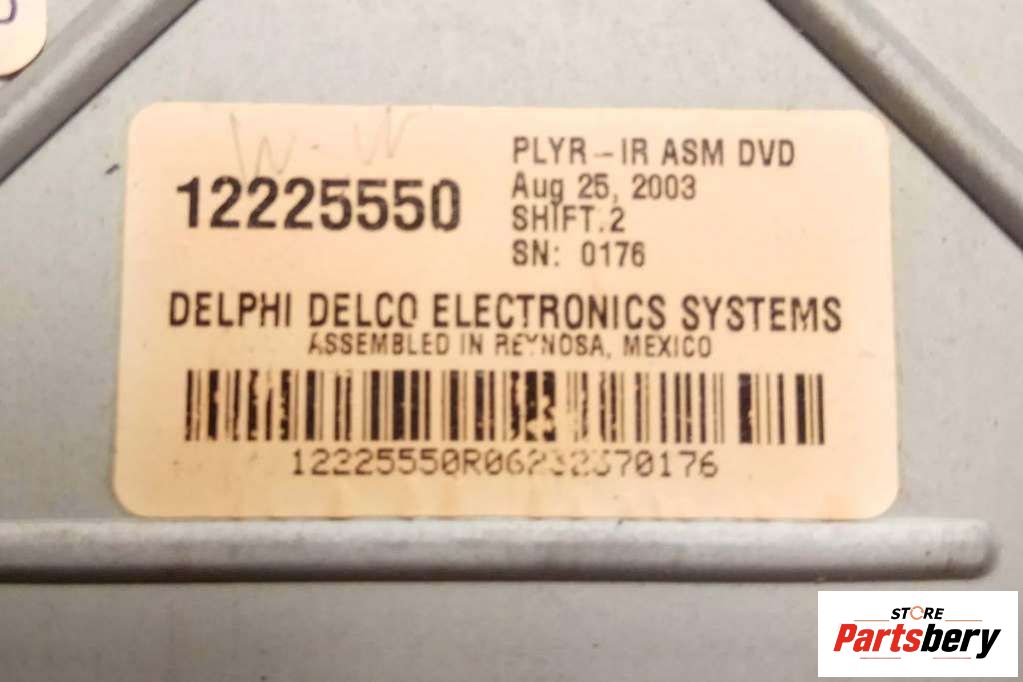 12225550
PLYR-IR ASM DVD
Aug 25, 2003
SHIFT.2
SN: 0176
DELPHI DELCO ELECTRONICS SYSTEMS
ASSEMBLED IN REYNOSA, MEXICO
12225550R06232370176
STORE
Partsbery